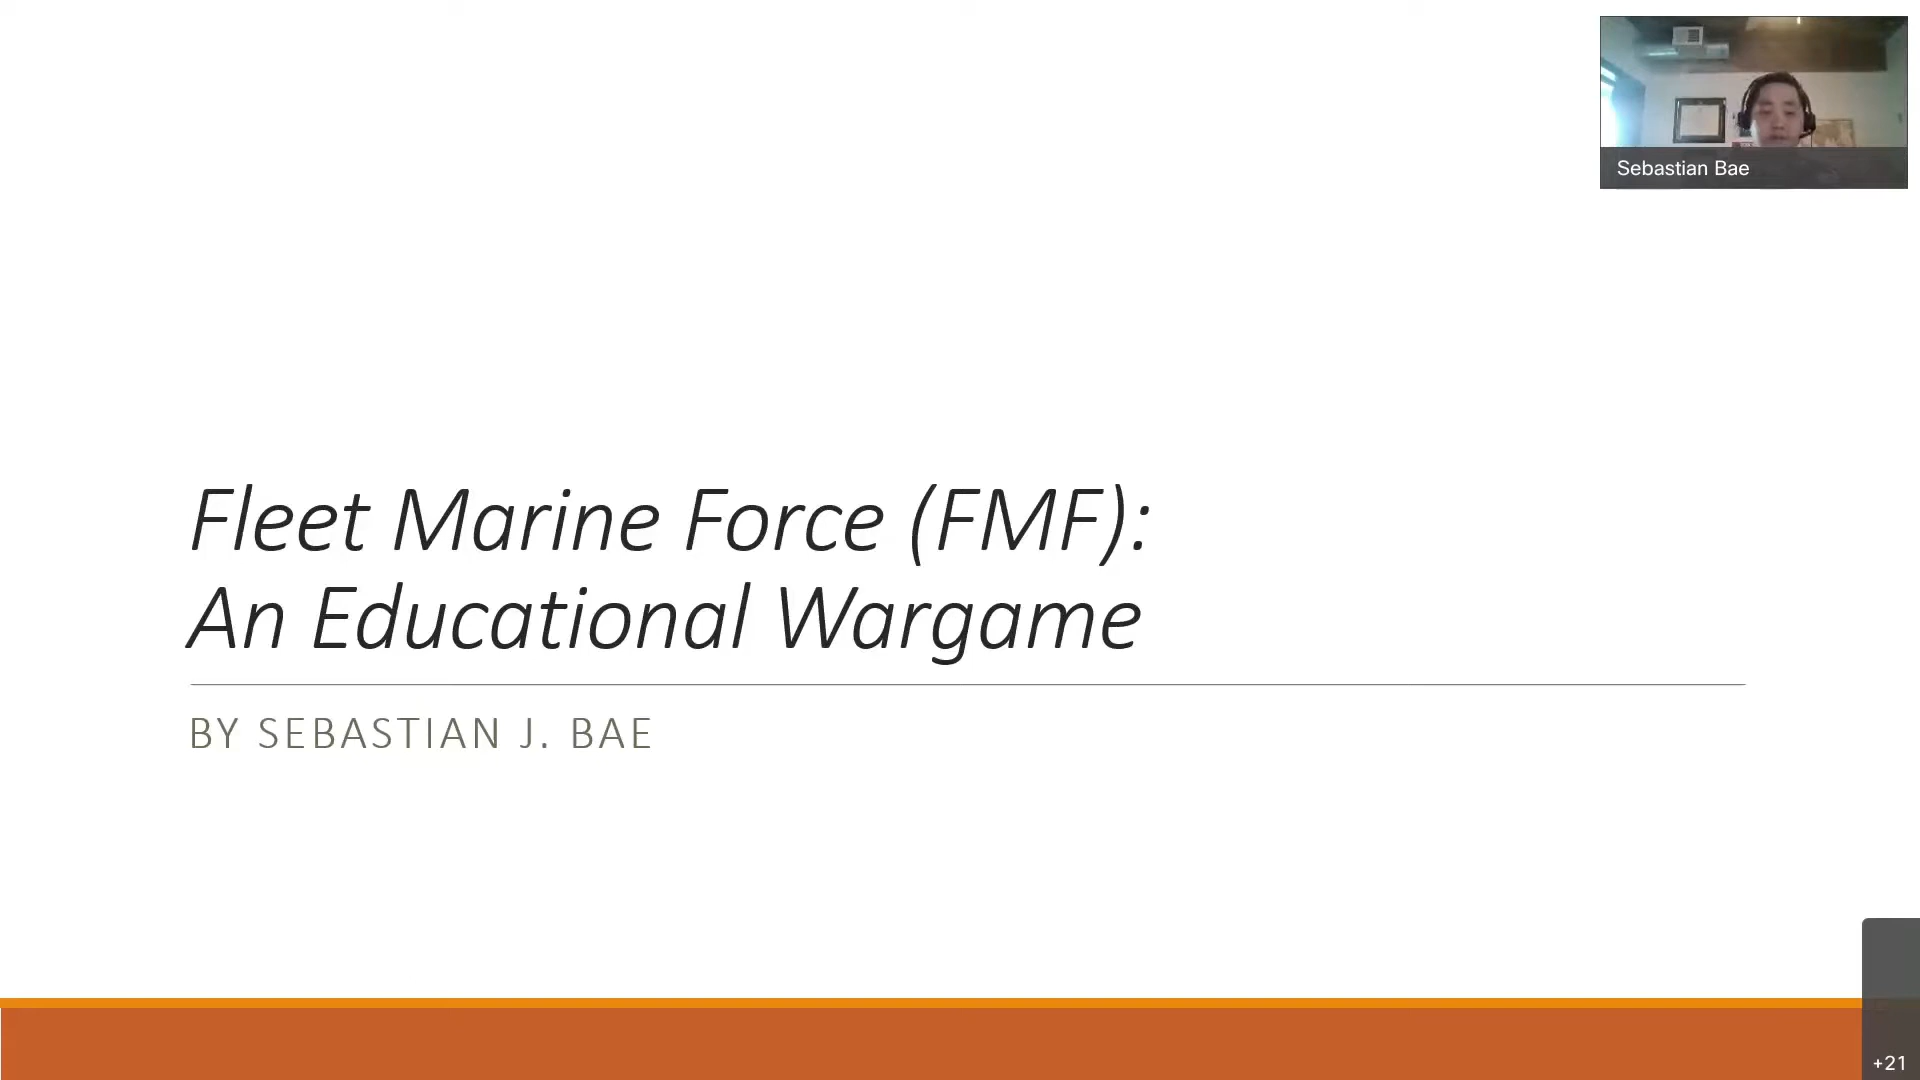 Sebastian Bae
Fleet Marine Force (FMF):
An Educational Wargame
BY SEBASTIAN J. BAE
+21